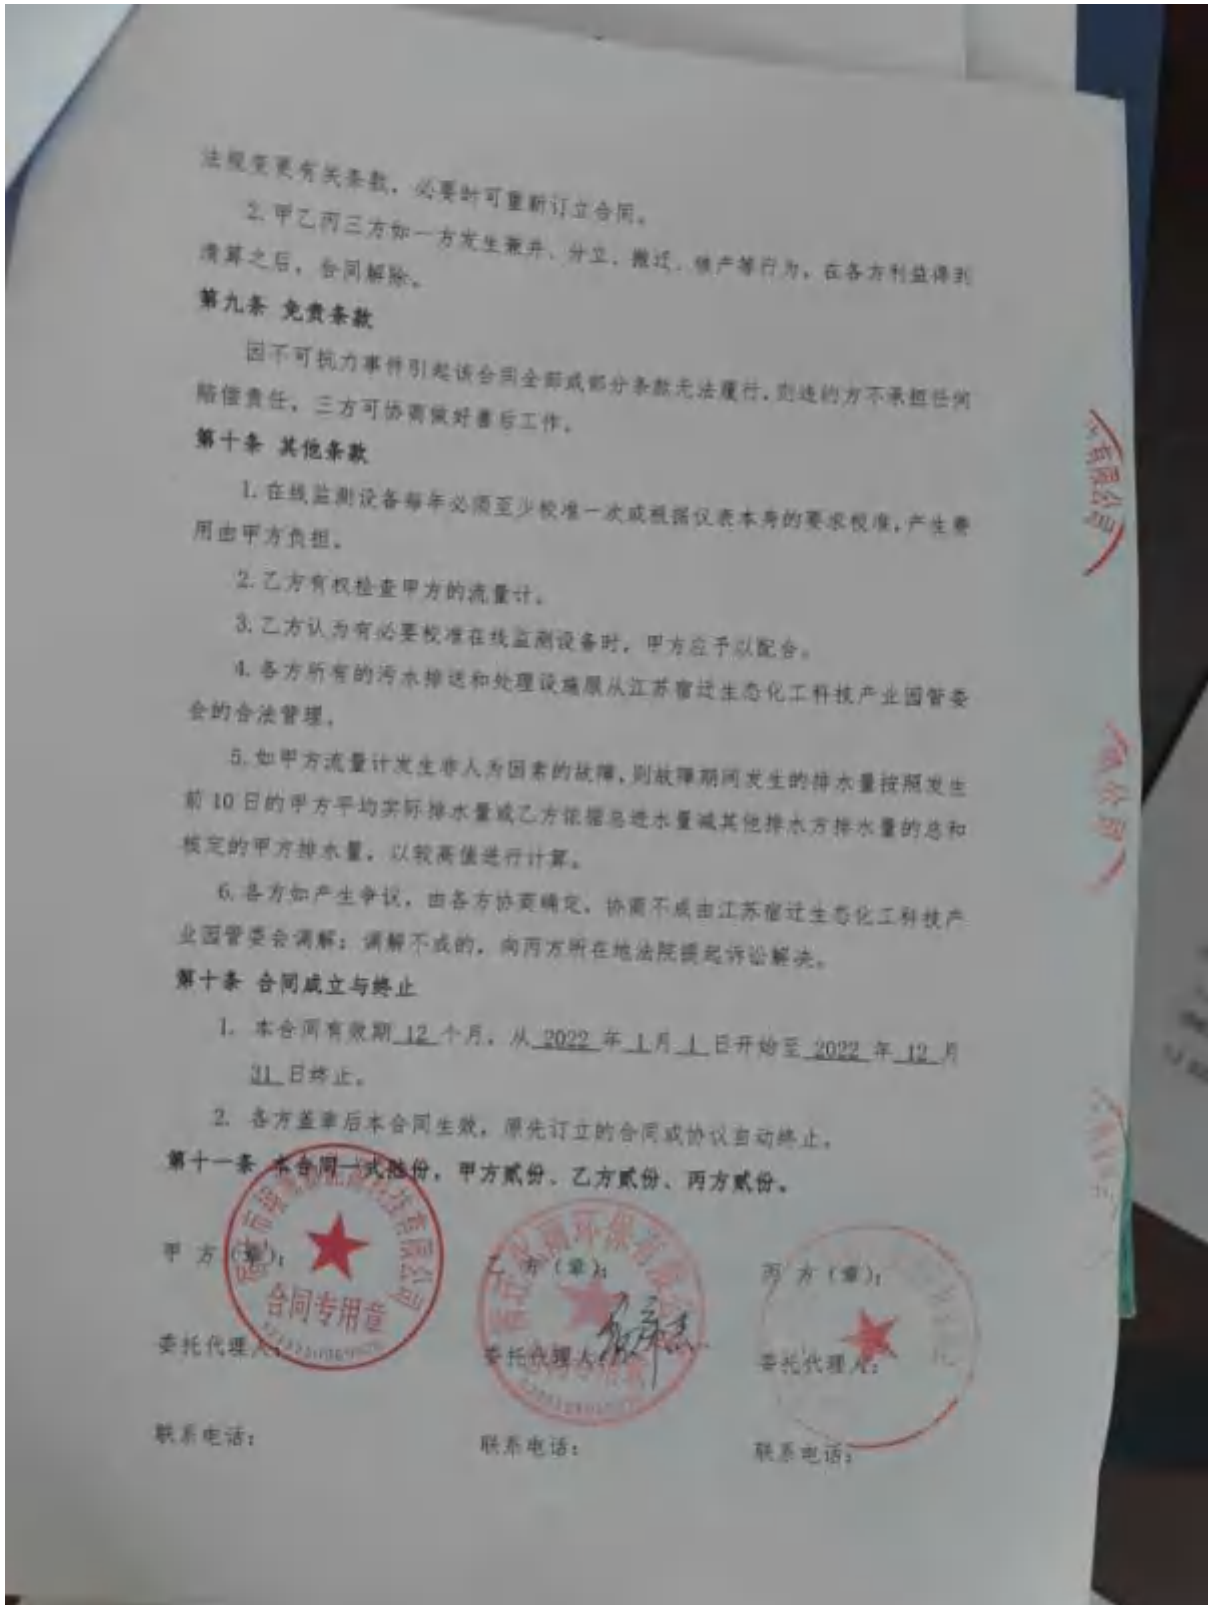 法规变更有关条款，必要时可重新订立合同。
2.甲乙丙三方如一方发生兼并、分立、搬迁、破产等行为，在各方利益得到
清算之后，合同解除。
第九条 免责条款
因不可抗力事件引起该合同全部或部分条款无法履行，则违约方不承担任何
赔偿责任，三方可协商做好善后工作。
第十条 其他条款
1.在线监测设备每年必须至少校准一次或根据仪表本身的要求校准，产生费
用由甲方负担。
2.乙方有权检查甲方的流量计。
3.乙方认为有必要校准在线监测设备时，甲方应予以配合。
4.各方所有的污水排送和处理设施服从江苏宿迁生态化工科技产业园管委
会的合法管理。
5.如甲方流量计发生非人为因素的故障，则故障期间发生的排水量按照发生
前10日的甲方平均实际排水量或乙方依据总进水量减其他排水方排水量的总和
核定的甲方排水量，以较高值进行计算。
6.各方如产生争议，由各方协商确定，协商不成由江苏宿迁生态化工科技产
业园管委会调解；调解不成的，向丙方所在地法院提起诉讼解决。
第十条 合同成立与终止
1. 本合同有效期 12 个月，从 2022 年 1 月 1 日开始至 2022 年 12 月
31 日终止。
2. 各方盖章后本合同生效，原先订立的合同或协议自动终止。
第十一条 本合同一式陆份，甲方贰份、乙方贰份、丙方贰份。
甲 方（章）： 乙 方（章）： 丙 方（章）：
科技有限公司
合同专用章
环保有限公司
委托代理人： 委托代理人： 委托代理人：
联系电话： 联系电话： 联系电话：
有限公司